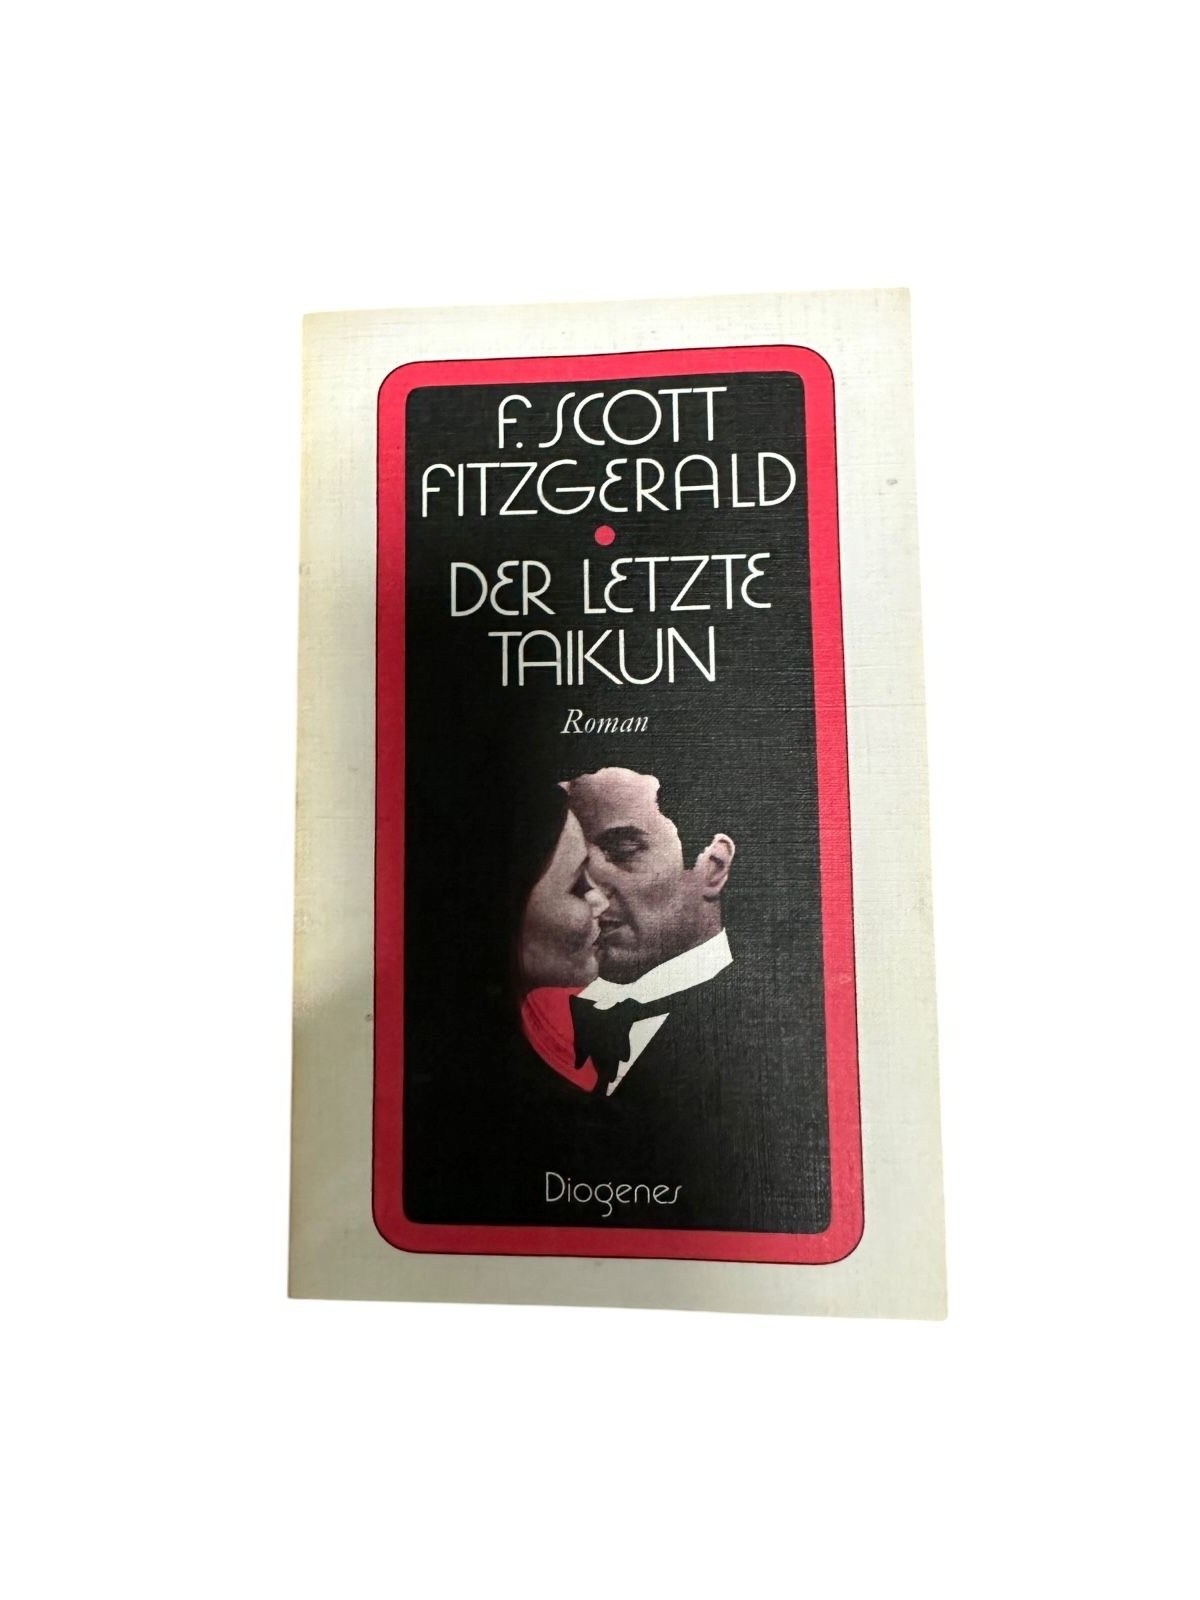 F. SCOTT
FITZGERALD
DER LETZTE
TAIKUN
Roman
Diogenes